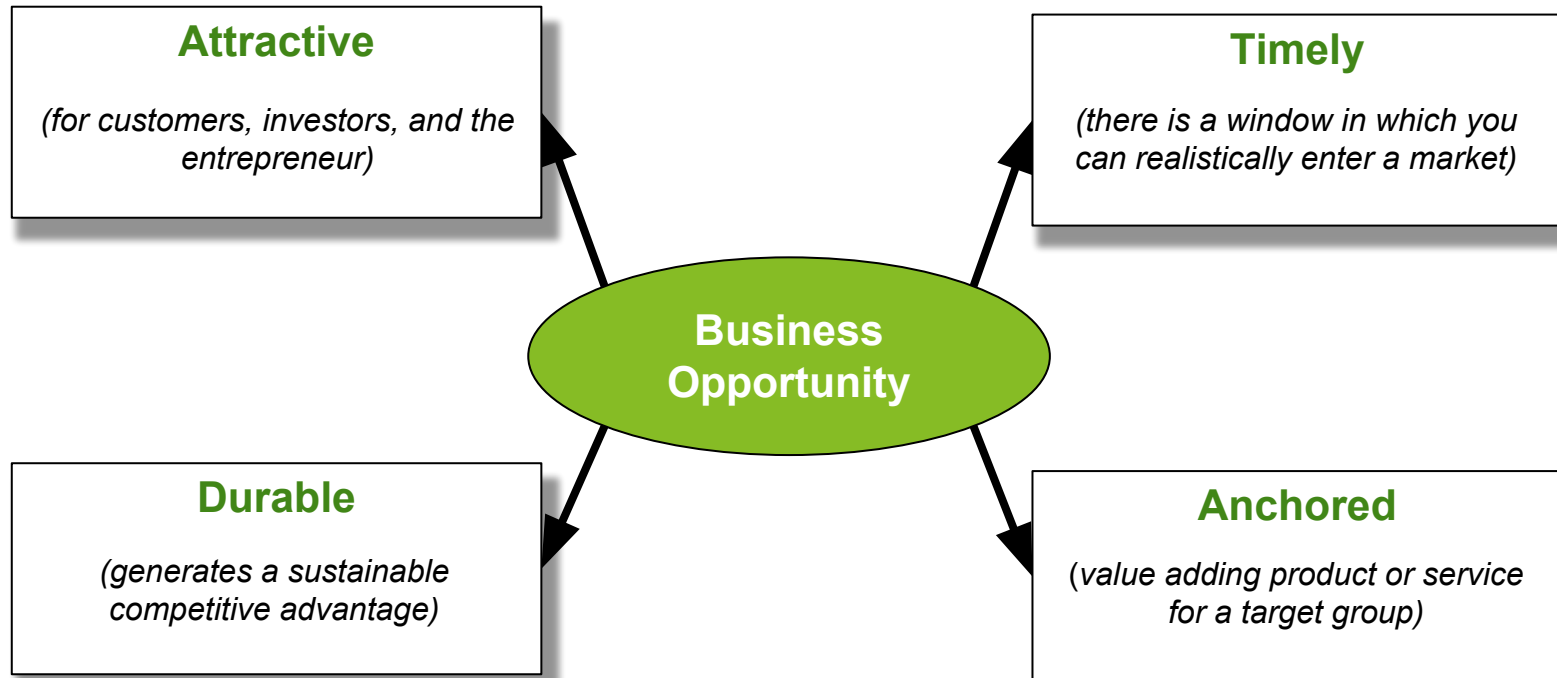 Attractive
(for customers, investors, and the
entrepreneur)
Timely
(there is a window in which you
can realistically enter a market)
Business
Opportunity
Durable
(generates a sustainable
competitive advantage)
Anchored
(value adding product or service
for a target group)